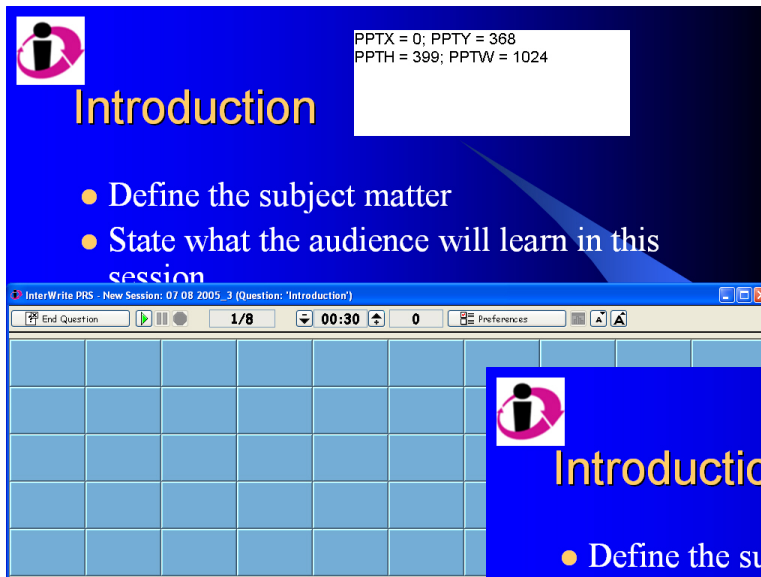 PPTX = 0; PPTY = 368
PPTH = 399; PPTW = 1024
Introduction
Define the subject matter
State what the audience will learn in this
session
InterWrite PRS - New Session: 07 08 2005_3 (Question: 'Introduction')
End Question 1/8 00:30 0 Preferences A A
Introductio
Define the su